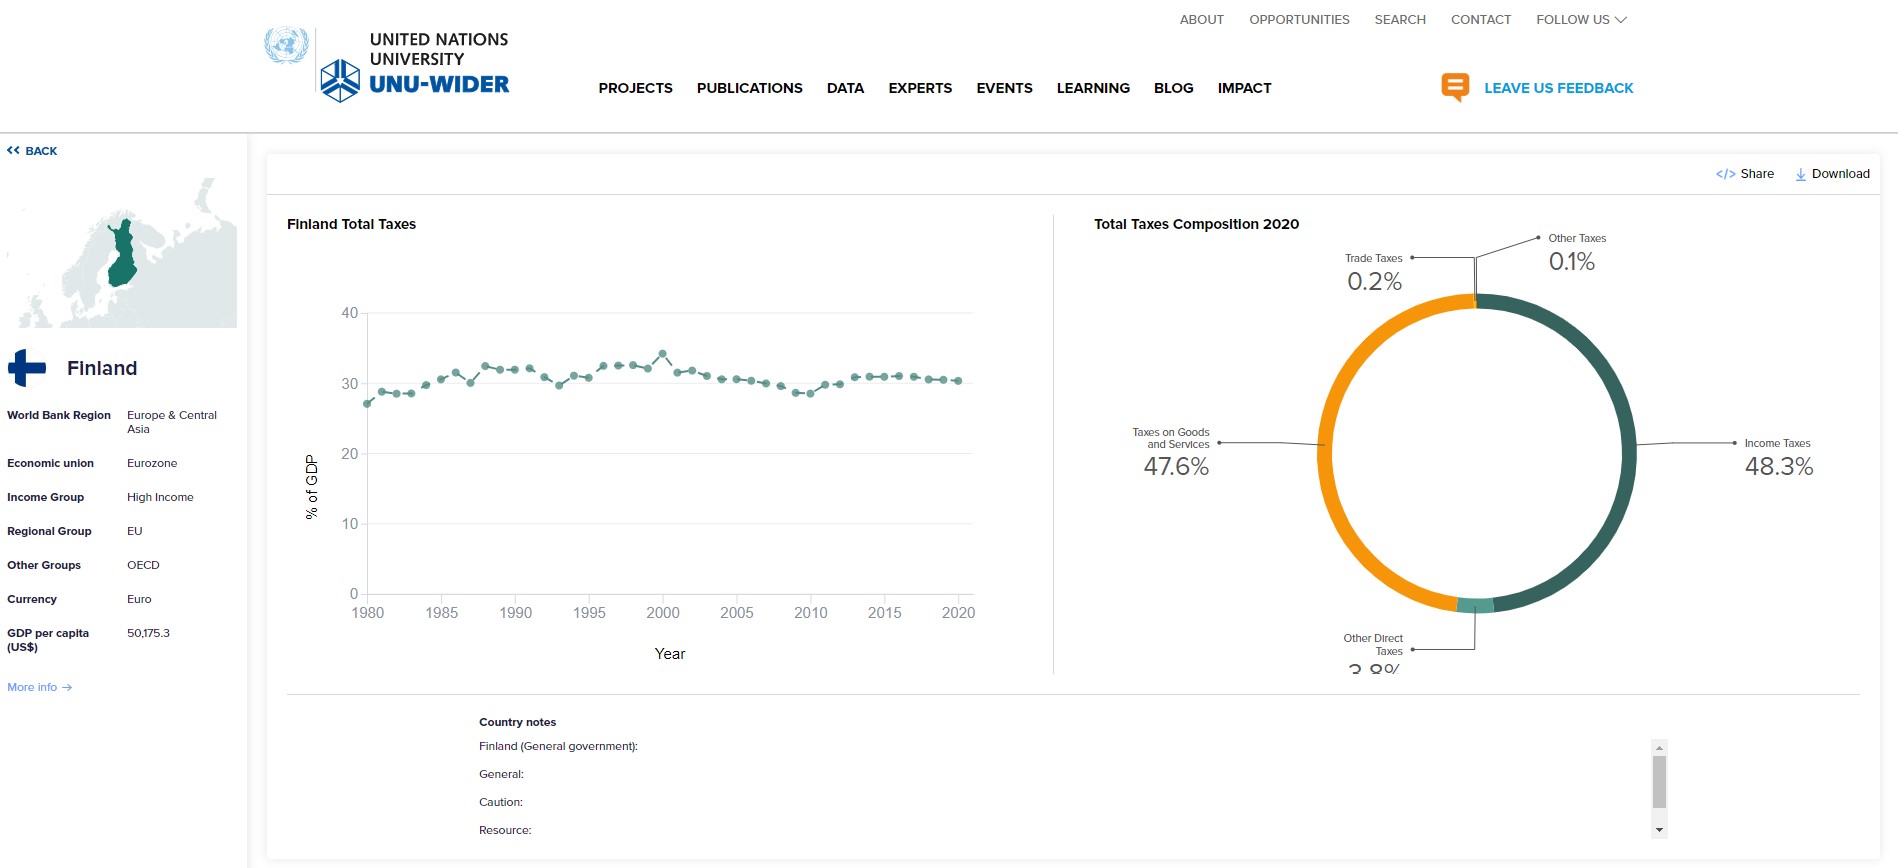 ABOUT OPPORTUNITIES SEARCH CONTACT FOLLOW US
UNITED NATIONS
UNIVERSITY
UNU-WIDER
PROJECTS PUBLICATIONS DATA EXPERTS EVENTS LEARNING BLOG IMPACT
LEAVE US FEEDBACK
BACK
Finland
World Bank Region Europe & Central
Asia
Economic union Eurozone
Income Group High Income
Regional Group EU
Other Groups OECD
Currency Euro
GDP per capita 50,175.3
(US$)
More info →
</> Share Download
Finland Total Taxes
40
30
20
10
0
% of GDP
1980 1985 1990 1995 2000 2005 2010 2015 2020
Year
Total Taxes Composition 2020
Other Taxes
0.1%
Trade Taxes
0.2%
Taxes on Goods
and Services
47.6%
Income Taxes
48.3%
Other Direct
Taxes
3.8%
Country notes
Finland (General government):
General:
Caution:
Resource: